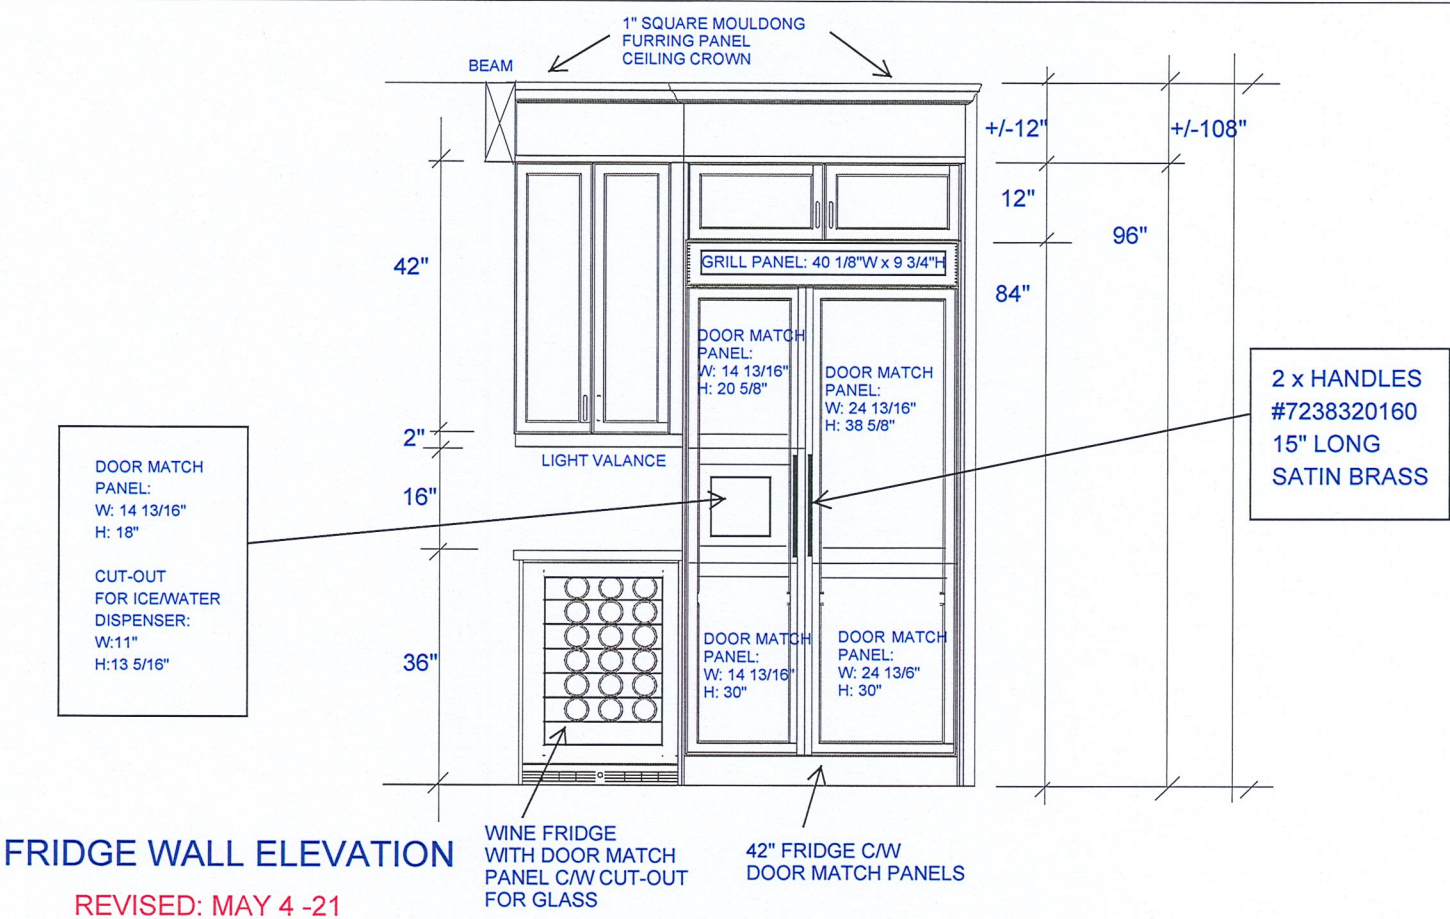 1" SQUARE MOULDONG
FURRING PANEL
CEILING CROWN
BEAM
+/-12"
+/-108"
12"
96"
42"
GRILL PANEL: 40 1/8"W x 9 3/4"H
84"
DOOR MATCH
PANEL:
W: 14 13/16"
H: 20 5/8"
DOOR MATCH
PANEL:
W: 24 13/16"
H: 38 5/8"
2 x HANDLES
#7238320160
15" LONG
SATIN BRASS
2"
LIGHT VALANCE
16"
DOOR MATCH
PANEL:
W: 14 13/16"
H: 18"
CUT-OUT
FOR ICE/WATER
DISPENSER:
W:11"
H:13 5/16"
36"
DOOR MATCH
PANEL:
W: 14 13/16"
H: 30"
DOOR MATCH
PANEL:
W: 24 13/6"
H: 30"
FRIDGE WALL ELEVATION
REVISED: MAY 4 -21
WINE FRIDGE
WITH DOOR MATCH
PANEL C/W CUT-OUT
FOR GLASS
42" FRIDGE C/W
DOOR MATCH PANELS